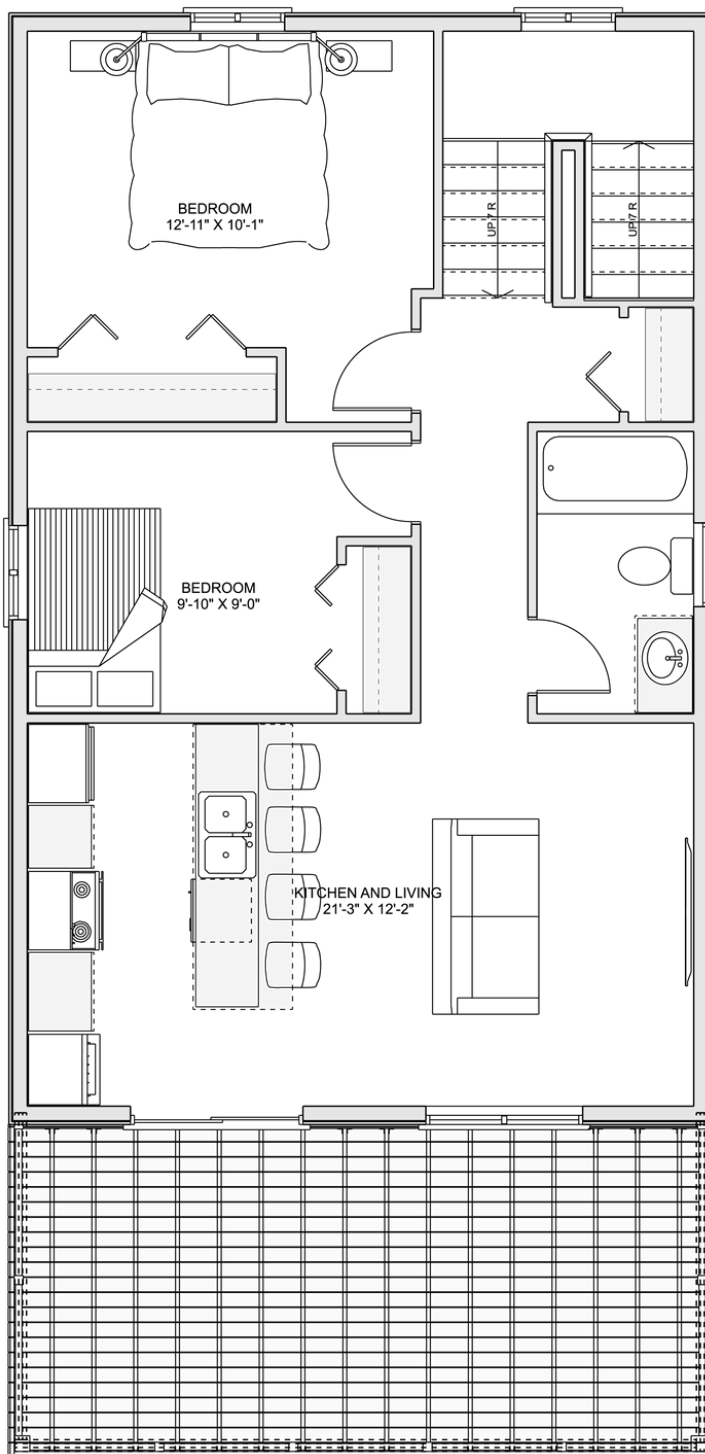 BEDROOM
12'-11" X 10'-1"
UP 7 R
UP 7 R
BEDROOM
9'-10" X 9'-0"
KITCHEN AND LIVING
21'-3" X 12'-2"